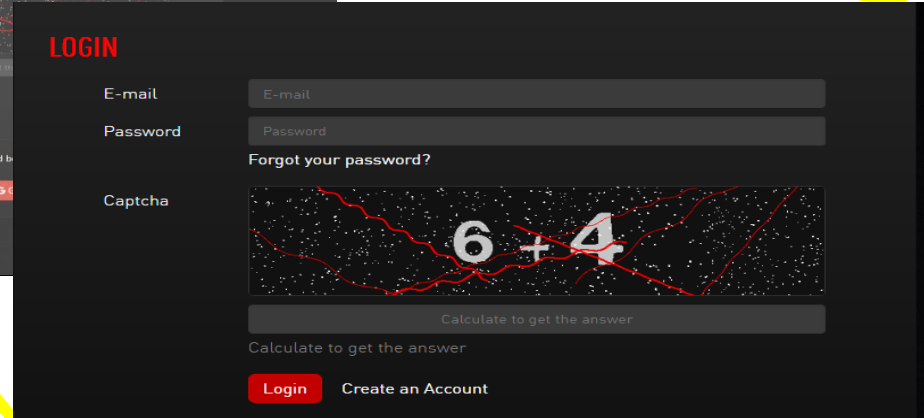 LOGIN
E-mail E-mail
Password Password
Forgot your password?
Captcha 6 + 4
Calculate to get the answer
Calculate to get the answer
Login Create an Account